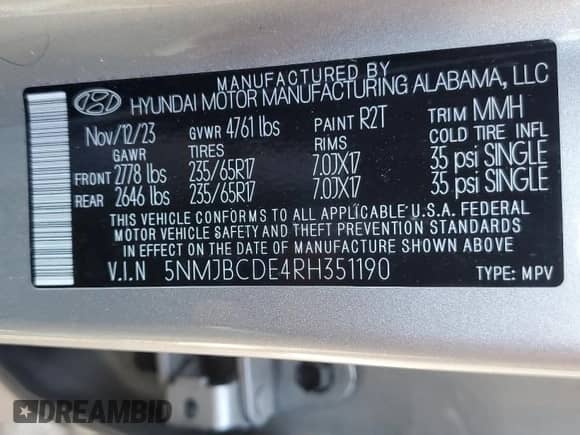 MANUFACTURED BY
HYUNDAI MOTOR MANUFACTURING ALABAMA, LLC
Nov/12/23 GVWR 4761 lbs PAINT R2T TRIM MMH
GAWR TIRES RIMS COLD TIRE INFL
FRONT 2778 lbs 235/65R17 7.0JX17 35 psi SINGLE
REAR 2646 lbs 235/65R17 7.0JX17 35 psi SINGLE
THIS VEHICLE CONFORMS TO ALL APPLICABLE U.S.A. FEDERAL
MOTOR VEHICLE SAFETY AND THEFT PREVENTION STANDARDS
IN EFFECT ON THE DATE OF MANUFACTURE SHOWN ABOVE.
V.I.N 5NMJBCDE4RH351190 TYPE: MPV
DREAMBID